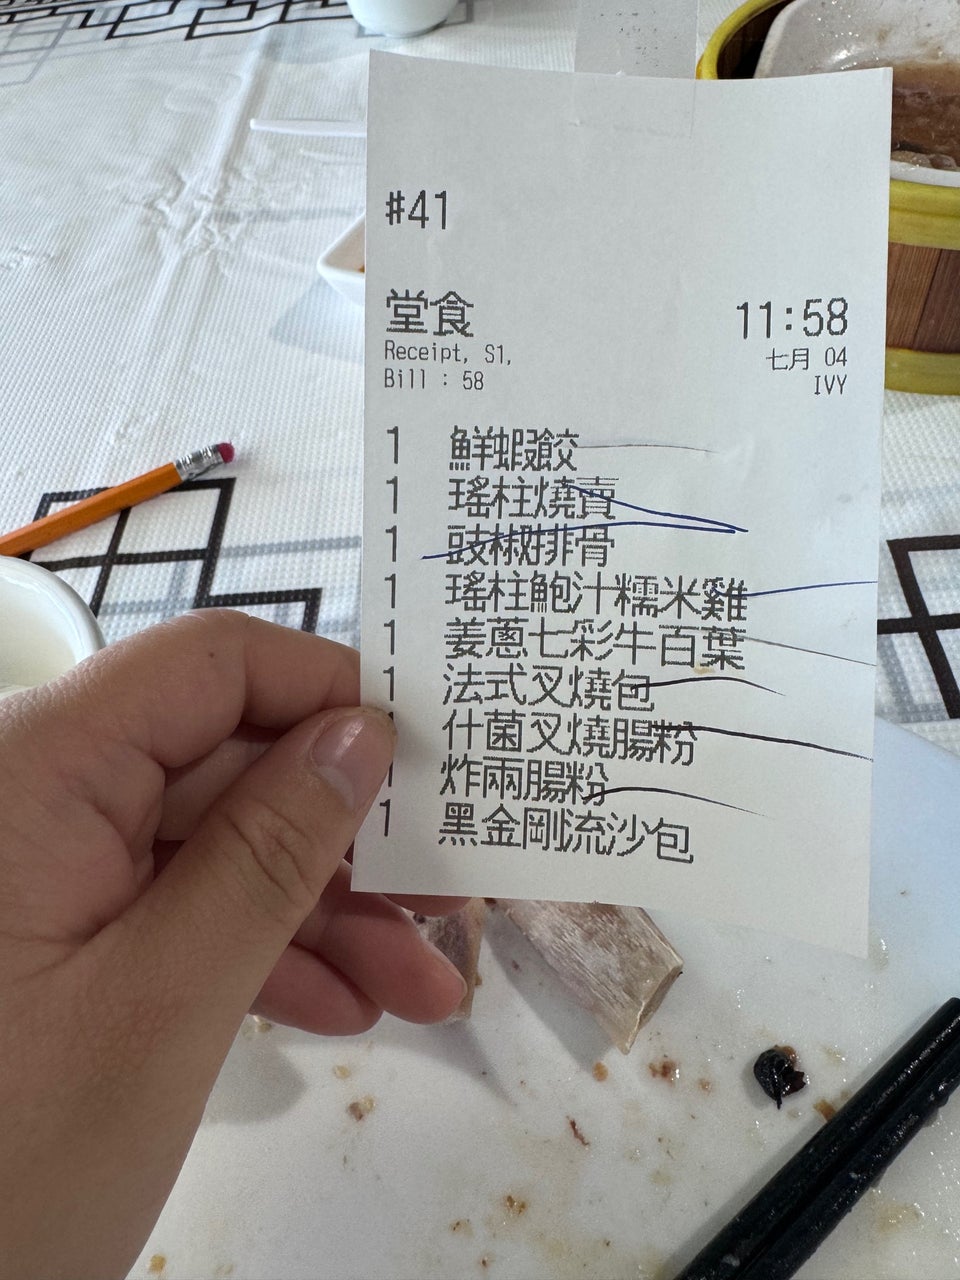 #41
堂食 11:58
Receipt, S1, 七月 04
Bill : 58 IVY
1 鮮蝦餃
1 瑤柱燒賣
1 豉椒排骨
1 瑤柱鮑汁糯米雞
1 姜蔥七彩牛百葉
1 法式叉燒包
1 什菌叉燒腸粉
1 炸兩腸粉
1 黑金剛流沙包